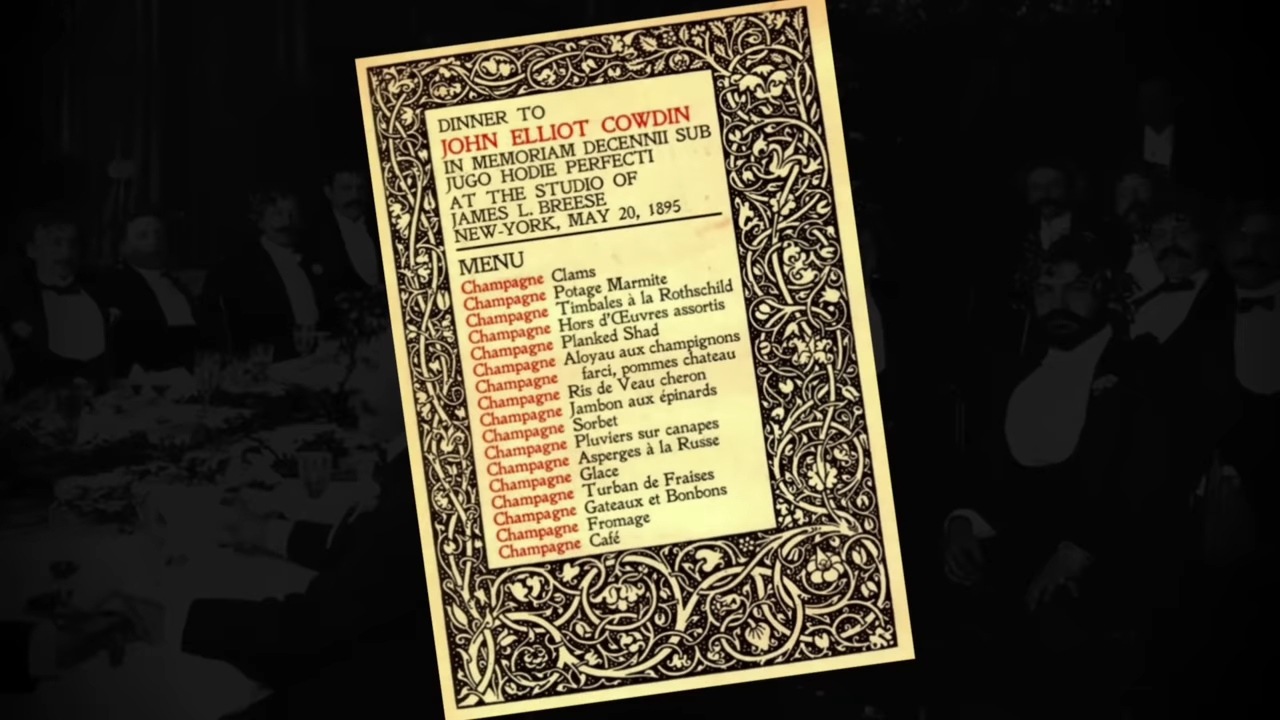 DINNER TO
JOHN ELLIOT COWDIN
IN MEMORIAM DECENNII SUB
JUGO HODIE PERFECTI
AT THE STUDIO OF
JAMES L. BREESE
NEW-YORK, MAY 20, 1895
MENU
Champagne Clams
Champagne Potage Marmite
Champagne Timbales à la Rothschild
Champagne Hors d'Œuvres assortis
Champagne Planked Shad
Champagne Aloyau aux champignons
Champagne farci, pommes chateau
Champagne Ris de Veau cheron
Champagne Jambon aux épinards
Champagne Sorbet
Champagne Pluviers sur canapes
Champagne Asperges à la Russe
Champagne Glace
Champagne Turban de Fraises
Champagne Gateaux et Bonbons
Champagne Fromage
Champagne Café